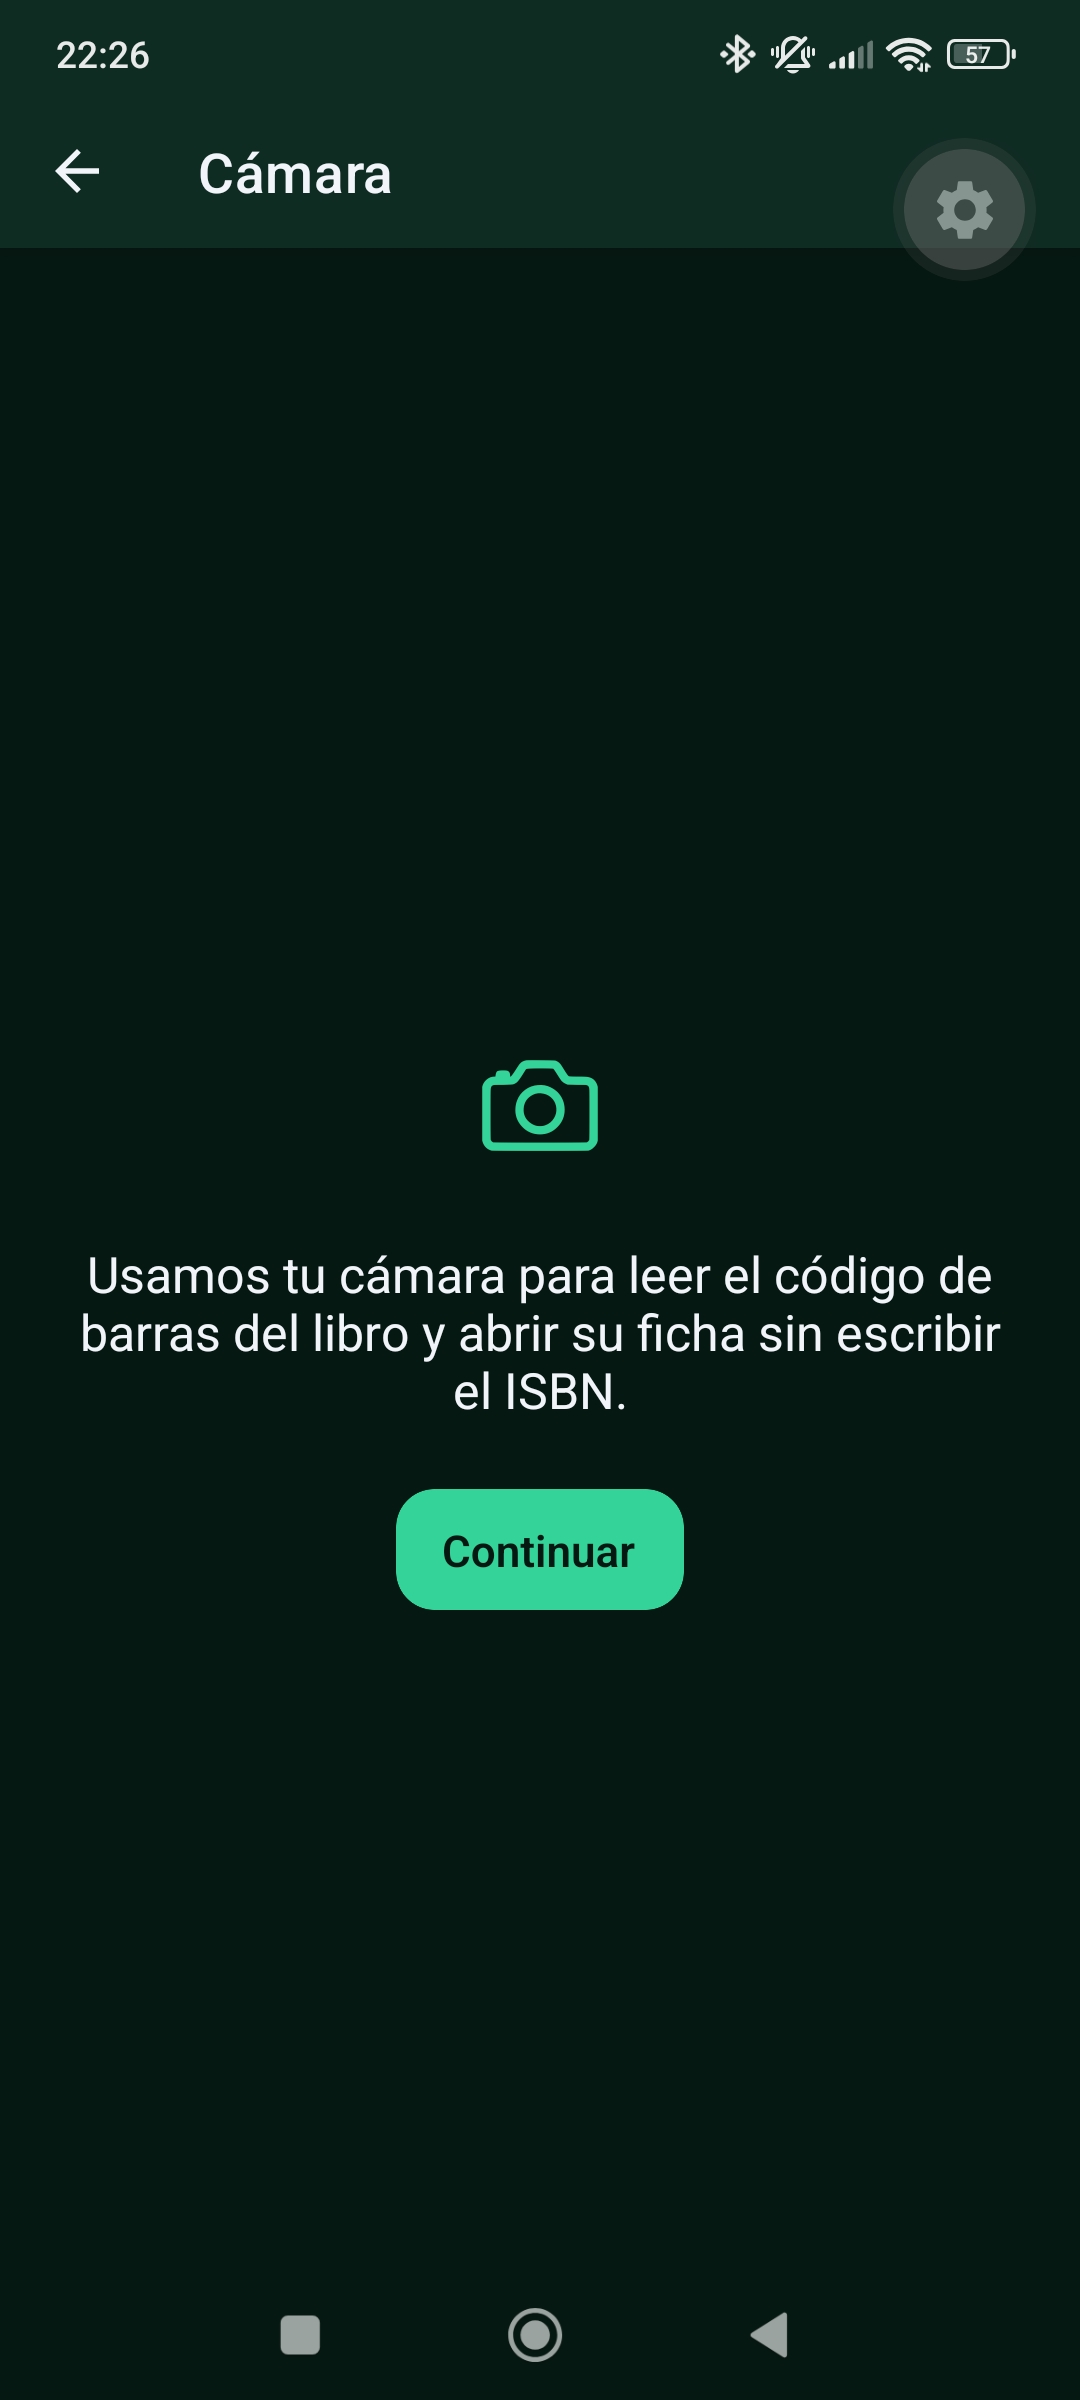 22:26
57
Cámara
Usamos tu cámara para leer el código de
barras del libro y abrir su ficha sin escribir
el ISBN.
Continuar